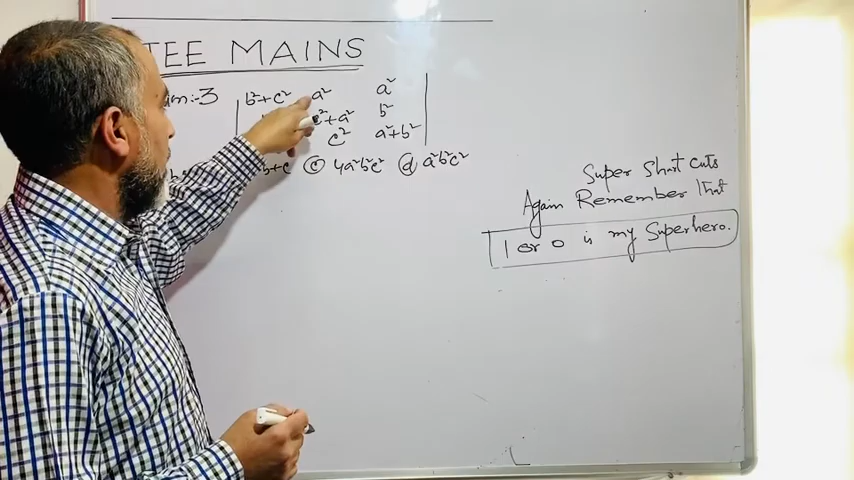 JEE MAINS
:-3 b²+c² a² a²
c²+a² b²
c² a²+b²
b+c ⓒ 4a²b²c² ⓓ a²b²c²
Super Short cuts
Again Remember that
1 or 0 is my Superhero.